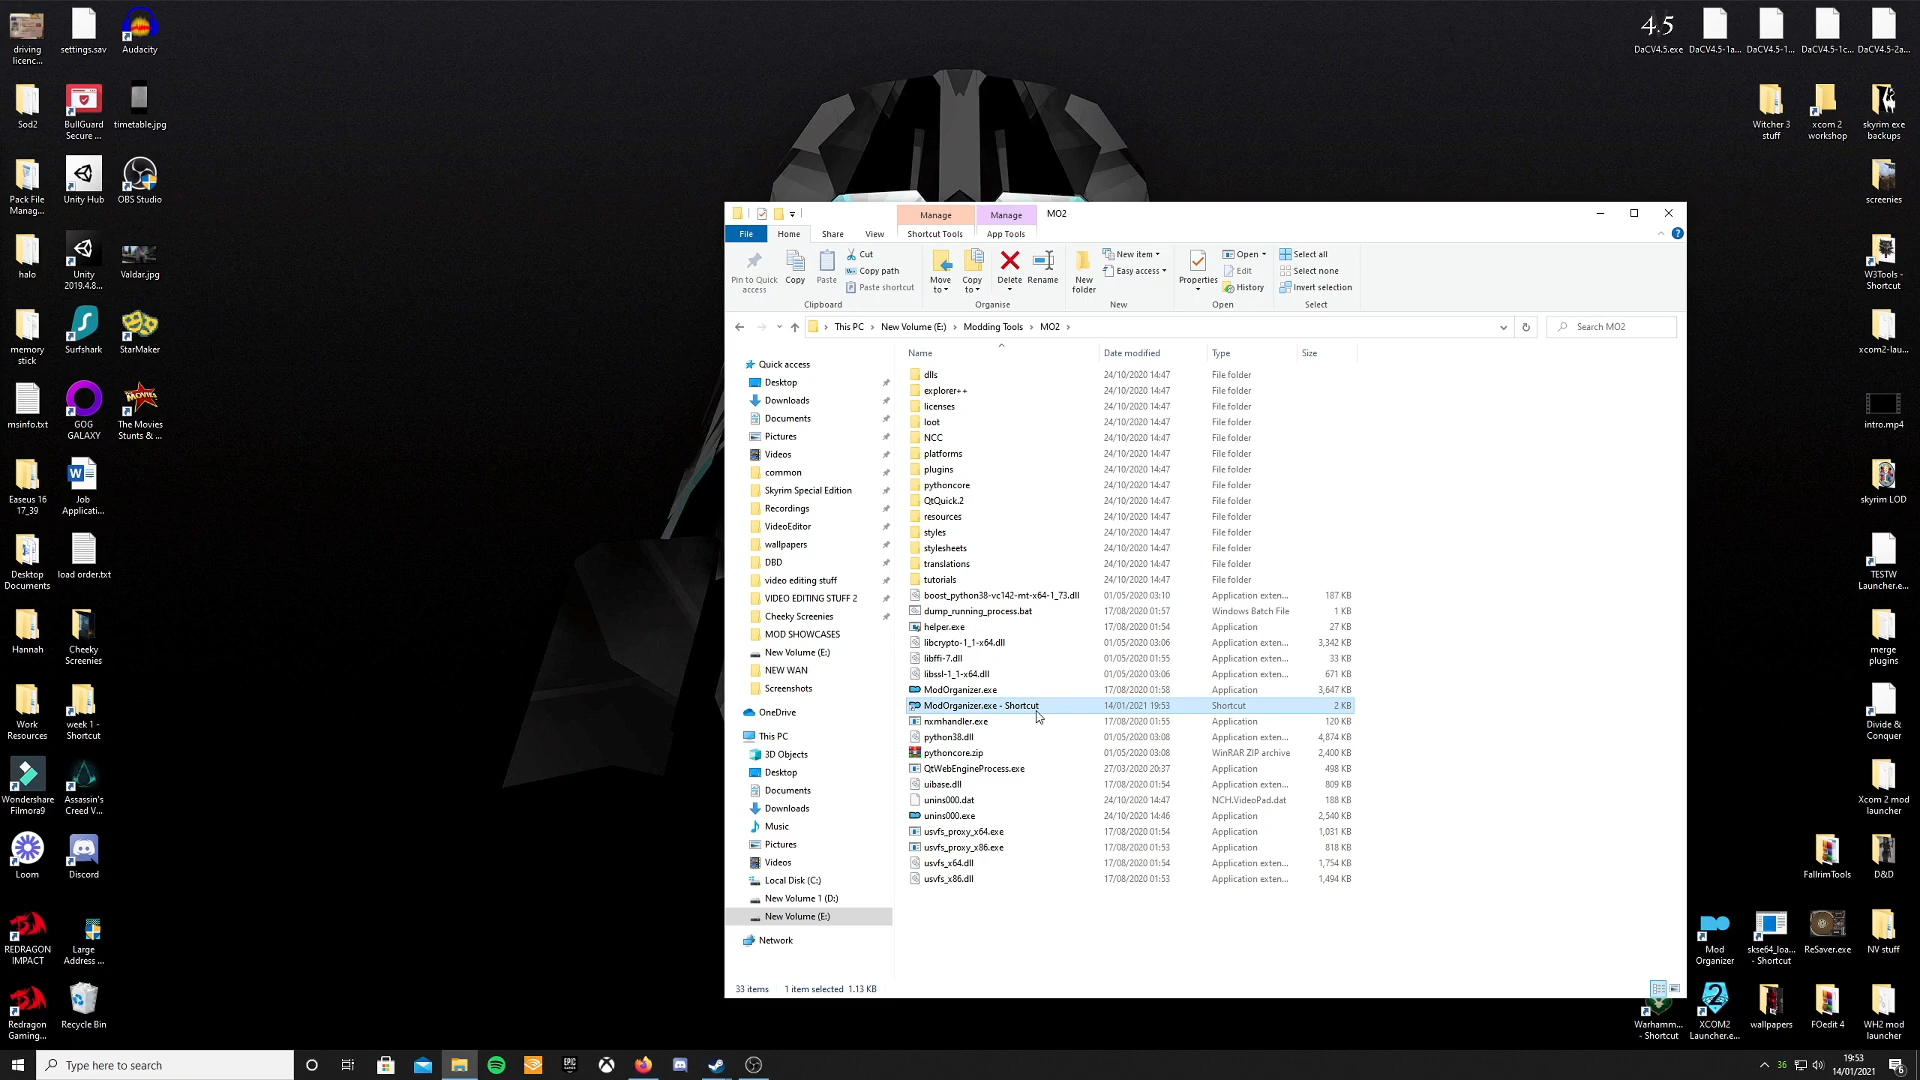 driving
licenc...
settings.sav
Audacity
Sod2
BullGuard
Secure ...
timetable.jpg
Pack File
Manag...
Unity Hub
OBS Studio
halo
Unity
2019.4.8...
Valdar.jpg
memory
stick
Surfshark
StarMaker
msinfo.txt
GOG
GALAXY
The Movies
Stunts & ...
Easeus 16
17_39
Job
Applicati...
Desktop
Documents
load order.txt
Hannah
Cheeky
Screenies
Work
Resources
week 1 -
Shortcut
Wondershare
Filmora9
Assassin's
Creed V...
Loom
Discord
REDRAGON
IMPACT
Large
Address ...
Redragon
Gaming...
Recycle Bin
4.5
DaCV4.5.exe
DaCV4.5-1a...
DaCV4.5-1...
DaCV4.5-1c...
DaCV4.5-2a...
Witcher 3
stuff
xcom 2
workshop
skyrim exe
backups
screenies
W3Tools -
Shortcut
xcom2-lau...
intro.mp4
skyrim LOD
TESTW
Launcher.e...
merge
plugins
Divide &
Conquer
Xcom 2 mod
launcher
FallrimTools
D&D
Mod
Organizer
skse64_loa...
- Shortcut
ReSaver.exe
NV stuff
Warhamm...
- Shortcut
XCOM2
Launcher.e...
wallpapers
FOedit 4
WH2 mod
launcher
Manage
Manage
MO2
File
Home
Share
View
Shortcut Tools
App Tools
Pin to Quick
access
Copy
Paste
Cut
Copy path
Paste shortcut
Clipboard
Move
to
Copy
to
Delete
Rename
Organise
New
folder
New item
Easy access
New
Properties
Open
Edit
History
Open
Select all
Select none
Invert selection
Select
This PC > New Volume (E:) > Modding Tools > MO2 >
Search MO2
Quick access
Desktop
Downloads
Documents
Pictures
Videos
common
Skyrim Special Edition
Recordings
VideoEditor
wallpapers
DBD
video editing stuff
VIDEO EDITING STUFF 2
Cheeky Screenies
MOD SHOWCASES
New Volume (E:)
NEW WAN
Screenshots
OneDrive
This PC
3D Objects
Desktop
Documents
Downloads
Music
Pictures
Videos
Local Disk (C:)
New Volume 1 (D:)
New Volume (E:)
Network
Name Date modified Type Size
dlls 24/10/2020 14:47 File folder
explorer++ 24/10/2020 14:47 File folder
licenses 24/10/2020 14:47 File folder
loot 24/10/2020 14:47 File folder
NCC 24/10/2020 14:47 File folder
platforms 24/10/2020 14:47 File folder
plugins 24/10/2020 14:47 File folder
pythoncore 24/10/2020 14:47 File folder
QtQuick.2 24/10/2020 14:47 File folder
resources 24/10/2020 14:47 File folder
styles 24/10/2020 14:47 File folder
stylesheets 24/10/2020 14:47 File folder
translations 24/10/2020 14:47 File folder
tutorials 24/10/2020 14:47 File folder
boost_python38-vc142-mt-x64-1_73.dll 01/05/2020 03:10 Application exten... 187 KB
dump_running_process.bat 17/08/2020 01:57 Windows Batch File 1 KB
helper.exe 17/08/2020 01:54 Application 27 KB
libcrypto-1_1-x64.dll 01/05/2020 03:06 Application exten... 3,342 KB
libffi-7.dll 01/05/2020 01:55 Application exten... 33 KB
libssl-1_1-x64.dll 01/05/2020 03:06 Application exten... 671 KB
ModOrganizer.exe 17/08/2020 01:58 Application 3,647 KB
ModOrganizer.exe - Shortcut 14/01/2021 19:53 Shortcut 2 KB
nxmhandler.exe 17/08/2020 01:55 Application 120 KB
python38.dll 01/05/2020 03:08 Application exten... 4,874 KB
pythoncore.zip 01/05/2020 03:08 WinRAR ZIP archive 2,400 KB
QtWebEngineProcess.exe 27/03/2020 20:37 Application 498 KB
uibase.dll 17/08/2020 01:54 Application exten... 809 KB
unins000.dat 24/10/2020 14:47 NCH.VideoPad.dat 188 KB
unins000.exe 24/10/2020 14:46 Application 2,540 KB
usvfs_proxy_x64.exe 17/08/2020 01:54 Application 1,031 KB
usvfs_proxy_x86.exe 17/08/2020 01:53 Application 818 KB
usvfs_x64.dll 17/08/2020 01:54 Application exten... 1,754 KB
usvfs_x86.dll 17/08/2020 01:53 Application exten... 1,494 KB
33 items 1 item selected 1.13 KB
Type here to search
36
19:53
14/01/2021
6